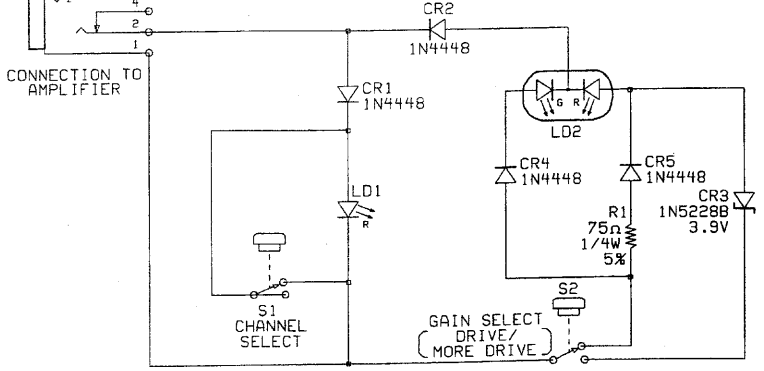 4
2
1
CONNECTION TO
AMPLIFIER
CR2
1N4448
CR1
1N4448
G R
LD2
CR4
1N4448
CR5
1N4448
CR3
1N5228B
3.9V
LD1
R
R1
75Ω
1/4W
5%
S1
CHANNEL
SELECT
S2
GAIN SELECT
DRIVE/
MORE DRIVE